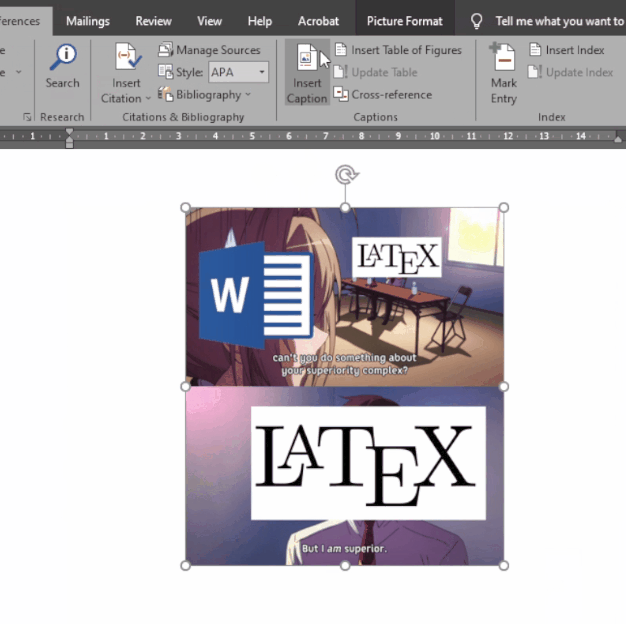 ferences Mailings Review View Help Acrobat Picture Format Tell me what you want to
e
e
Search
Research
Insert
Citation
Manage Sources
Style: APA
Bibliography
Citations & Bibliography
Insert
Caption
Insert Table of Figures
Update Table
Cross-reference
Captions
Mark
Entry
Insert Index
Update Index
Index
1 1 2 3 4 5 6 7 8 9 10 11 12 13 14
W
LATEX
can't you do something about
your superiority complex?
LATEX
But I am superior.